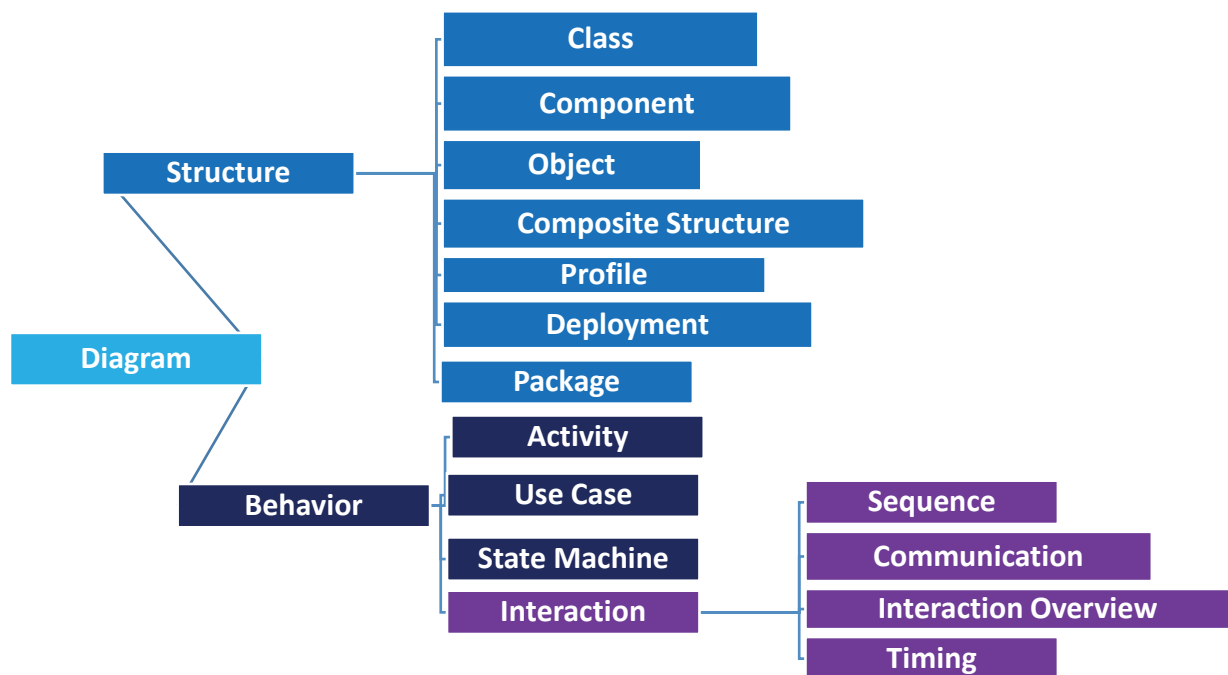 Class
Component
Object
Structure
Composite Structure
Profile
Deployment
Diagram
Package
Activity
Use Case
Behavior
State Machine
Interaction
Sequence
Communication
Interaction Overview
Timing